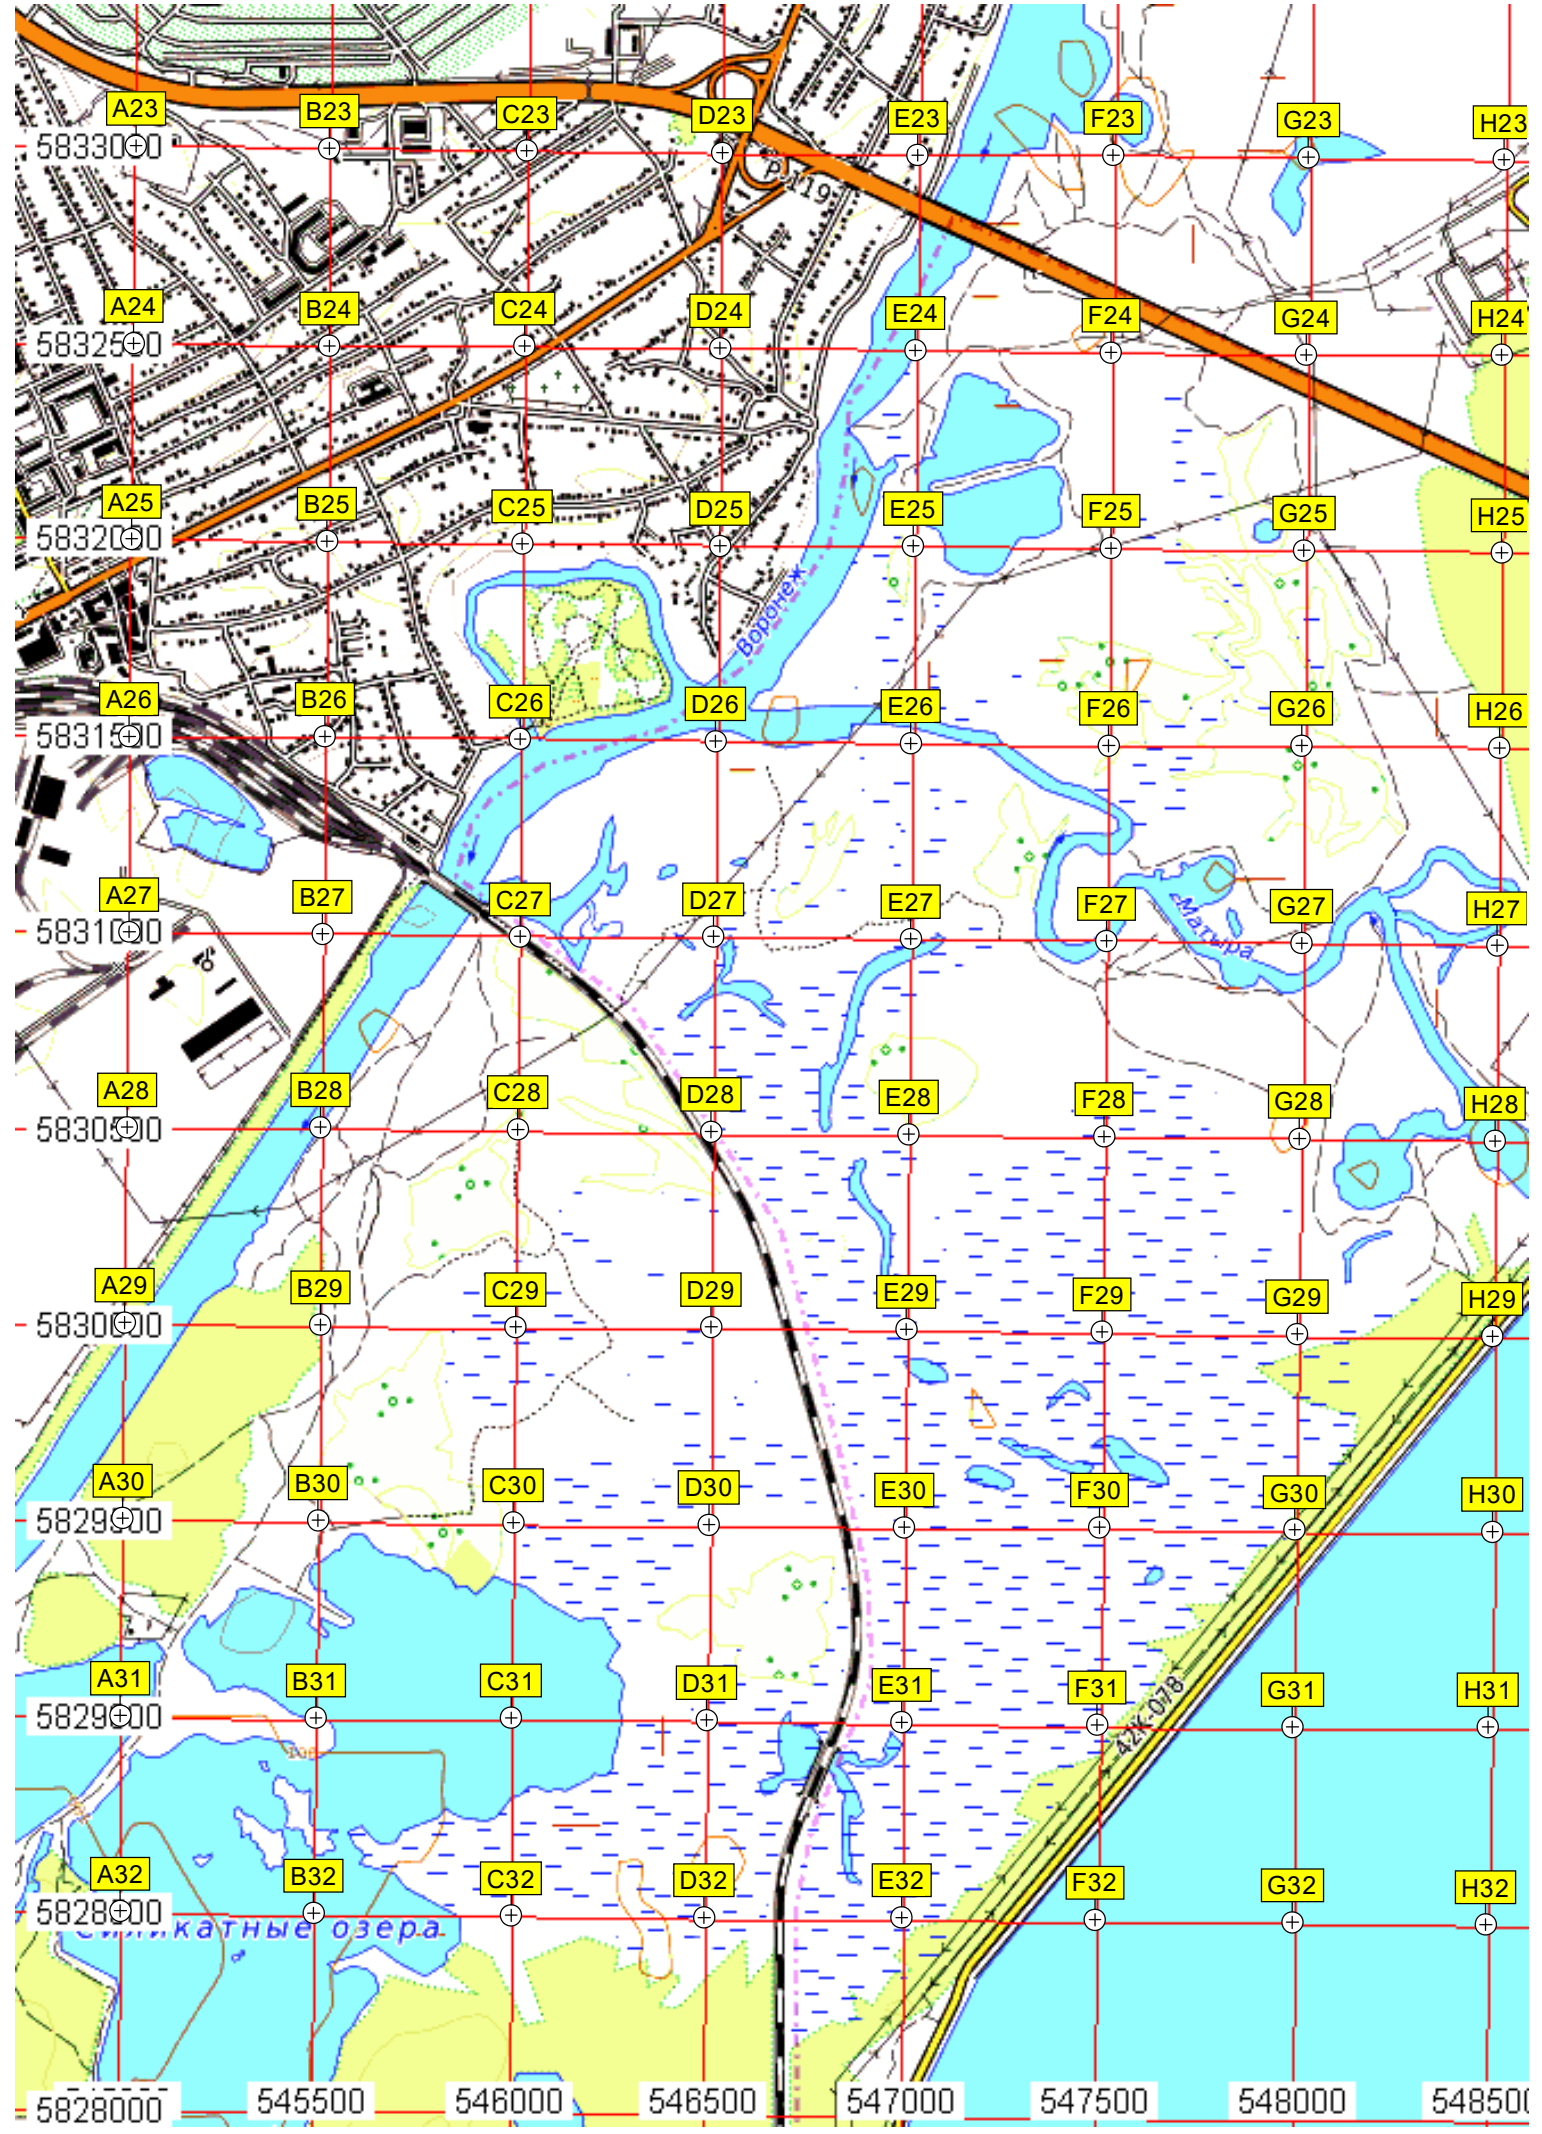 A23 B23 C23 D23 E23 F23 G23 H23
5833000
Р-119
A24 B24 C24 D24 E24 F24 G24 H24
5832500
A25 B25 C25 D25 E25 F25 G25 H25
5832000
Воронеж
A26 B26 C26 D26 E26 F26 G26 H26
5831500
A27 B27 C27 D27 E27 F27 G27 H27
5831000
Матыра
A28 B28 C28 D28 E28 F28 G28 H28
5830500
A29 B29 C29 D29 E29 F29 G29 H29
5830000
A30 B30 C30 D30 E30 F30 G30 H30
5829500
A31 B31 C31 D31 E31 F31 G31 H31
5829000
42К-078
A32 B32 C32 D32 E32 F32 G32 H32
5828500
Силикатные озера
545500 546000 546500 547000 547500 548000 548500
5828000